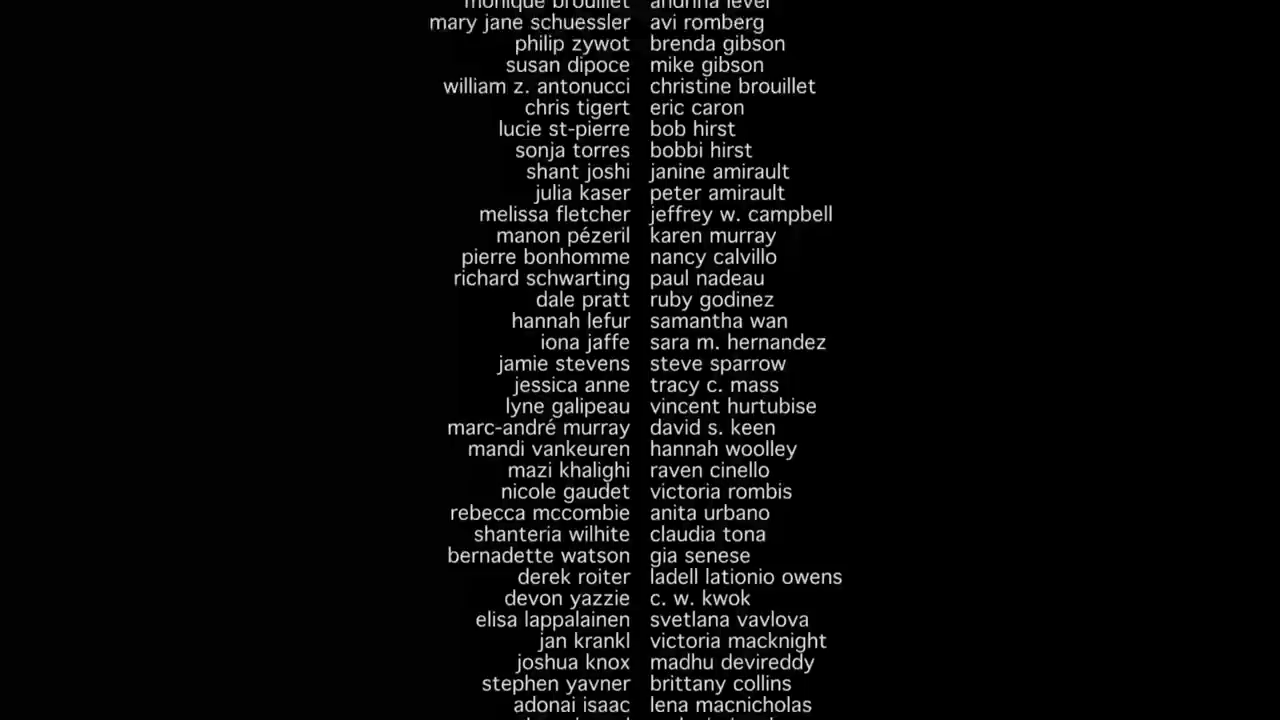 monique brouillet andrina level
mary jane schuessler avi romberg
philip zywot brenda gibson
susan dipoce mike gibson
william z. antonucci christine brouillet
chris tigert eric caron
lucie st-pierre bob hirst
sonja torres bobbi hirst
shant joshi janine amirault
julia kaser peter amirault
melissa fletcher jeffrey w. campbell
manon pézeril karen murray
pierre bonhomme nancy calvillo
richard schwarting paul nadeau
dale pratt ruby godinez
hannah lefur samantha wan
iona jaffe sara m. hernandez
jamie stevens steve sparrow
jessica anne tracy c. mass
lyne galipeau vincent hurtubise
marc-andré murray david s. keen
mandi vankeuren hannah woolley
mazi khalighi raven cinello
nicole gaudet victoria rombis
rebecca mccombie anita urbano
shanteria wilhite claudia tona
bernadette watson gia senese
derek roiter ladell lationio owens
devon yazzie c. w. kwok
elisa lappalainen svetlana vavlova
jan krankl victoria macknight
joshua knox madhu devireddy
stephen yavner brittany collins
adonai isaac lena macnicholas